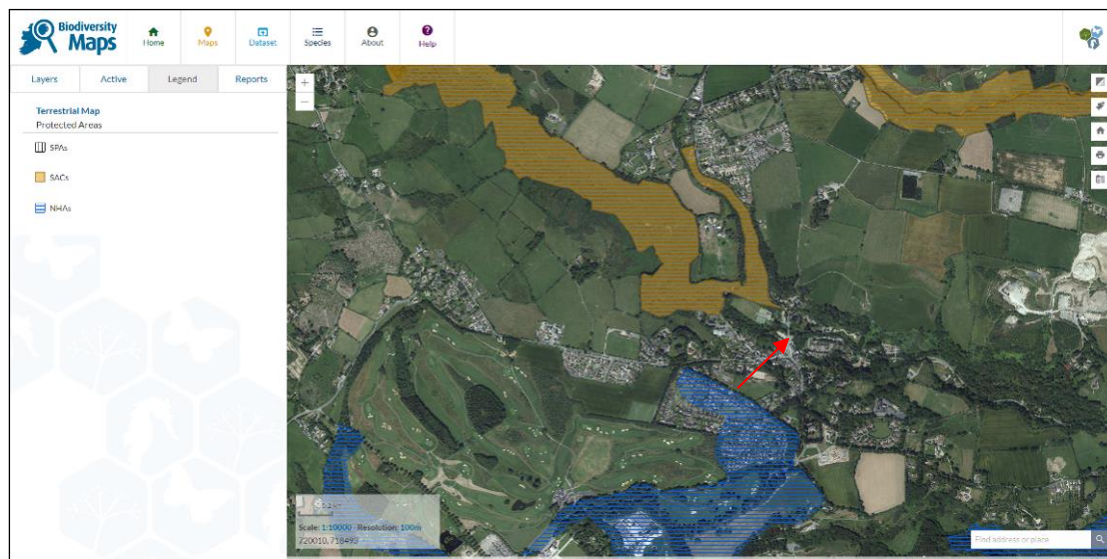 Biodiversity
Maps
Home
Maps
Dataset
Species
About
Help
Layers
Active
Legend
Reports
Terrestrial Map
Protected Areas
SPAs
SACs
NHAs
+
−
Scale: 1:10000 - Resolution: 100m
720010, 718493
Find address or place